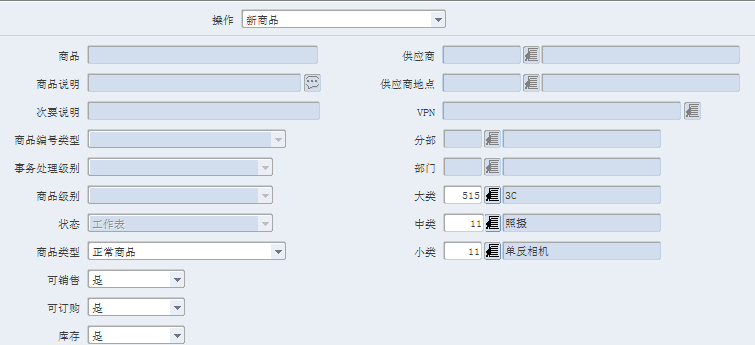 操作 新商品
商品 供应商
商品说明 供应商地点
次要说明 VPN
商品编号类型 分部
事务处理级别 部门
商品级别 大类 515 3C
状态 工作表 中类 11 照摄
商品类型 正常商品 小类 11 单反相机
可销售 是
可订购 是
库存 是